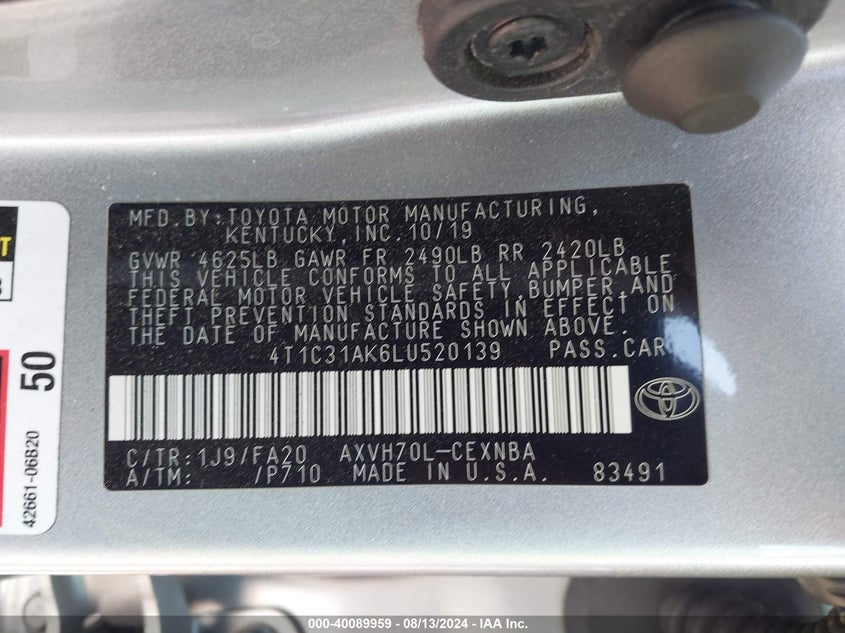 MFD.BY:TOYOTA MOTOR MANUFACTURING,
KENTUCKY,INC.10/19
GVWR 4625LB GAWR FR 2490LB RR 2420LB
THIS VEHICLE CONFORMS TO ALL APPLICABLE
FEDERAL MOTOR VEHICLE SAFETY,BUMPER,AND
THEFT PREVENTION STANDARDS IN EFFECT ON
THE DATE OF MANUFACTURE SHOWN ABOVE.
4T1C31AK6LU520139 PASS.CAR
C/TR:1J9/FA20 AXVH70L-CEXNBA
A/TM: /P710 MADE IN U.S.A. 83491
50
42661-06B20
000-40089959 — 08/13/2024 — IAA Inc.